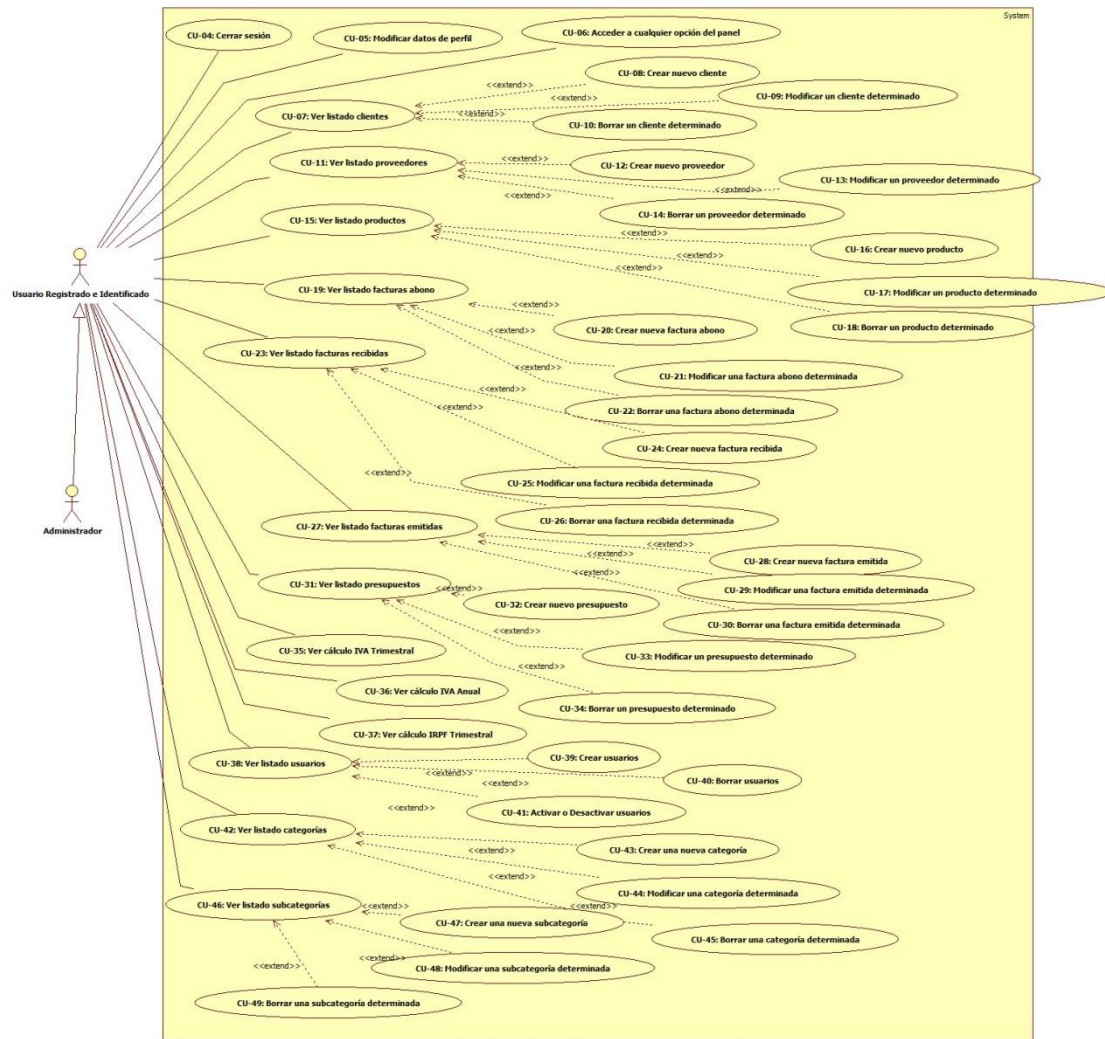 System
CU-04: Cerrar sesión
CU-05: Modificar datos de perfil
CU-06: Acceder a cualquier opción del panel
<<extend>>
CU-08: Crear nuevo cliente
<<extend>>
CU-09: Modificar un cliente determinado
CU-07: Ver listado clientes
<<extend>>
CU-10: Borrar un cliente determinado
CU-11: Ver listado proveedores
<<extend>>
CU-12: Crear nuevo proveedor
<<extend>>
CU-13: Modificar un proveedor determinado
<<extend>>
CU-14: Borrar un proveedor determinado
CU-15: Ver listado productos
<<extend>>
CU-16: Crear nuevo producto
<<extend>>
<<extend>>
CU-17: Modificar un producto determinado
CU-18: Borrar un producto determinado
Usuario Registrado e Identificado
CU-19: Ver listado facturas abono
<<extend>>
CU-20: Crear nueva factura abono
<<extend>>
CU-21: Modificar una factura abono determinada
<<extend>>
CU-22: Borrar una factura abono determinada
CU-23: Ver listado facturas recibidas
<<extend>>
CU-24: Crear nueva factura recibida
<<extend>>
CU-25: Modificar una factura recibida determinada
<<extend>>
CU-26: Borrar una factura recibida determinada
Administrador
CU-27: Ver listado facturas emitidas
<<extend>>
CU-28: Crear nueva factura emitida
<<extend>>
CU-29: Modificar una factura emitida determinada
<<extend>>
CU-30: Borrar una factura emitida determinada
CU-31: Ver listado presupuestos
<<extend>>
CU-32: Crear nuevo presupuesto
<<extend>>
CU-33: Modificar un presupuesto determinado
<<extend>>
CU-34: Borrar un presupuesto determinado
CU-35: Ver cálculo IVA Trimestral
CU-36: Ver cálculo IVA Anual
CU-37: Ver cálculo IRPF Trimestral
CU-38: Ver listado usuarios
<<extend>>
CU-39: Crear usuarios
<<extend>>
CU-40: Borrar usuarios
<<extend>>
CU-41: Activar o Desactivar usuarios
CU-42: Ver listado categorías
<<extend>>
CU-43: Crear una nueva categoría
<<extend>>
CU-44: Modificar una categoría determinada
<<extend>>
CU-45: Borrar una categoría determinada
CU-46: Ver listado subcategorías
<<extend>>
CU-47: Crear una nueva subcategoría
<<extend>>
CU-48: Modificar una subcategoría determinada
<<extend>>
CU-49: Borrar una subcategoría determinada